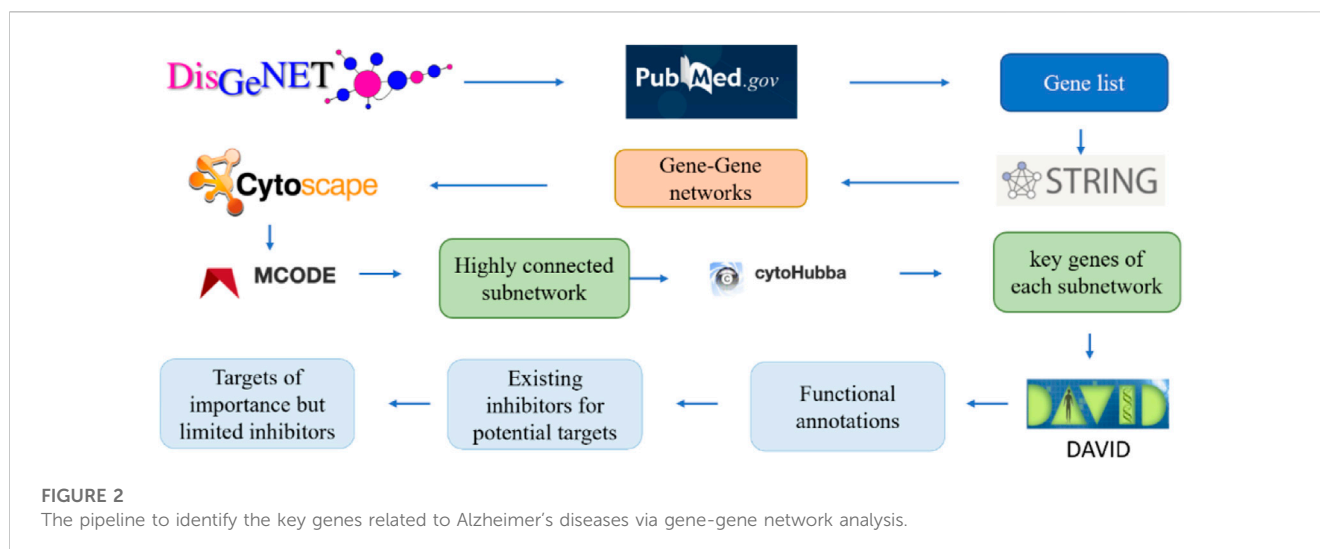 DisGeNET
PubMed.gov
Gene list
STRING
Gene-Gene
networks
Cytoscape
MCODE
Highly connected
subnetwork
G
cytoHubba
key genes of
each subnetwork
DAVID
DAVID
Functional
annotations
Existing
inhibitors for
potential targets
Targets of
importance but
limited inhibitors
FIGURE 2
The pipeline to identify the key genes related to Alzheimer's diseases via gene-gene network analysis.